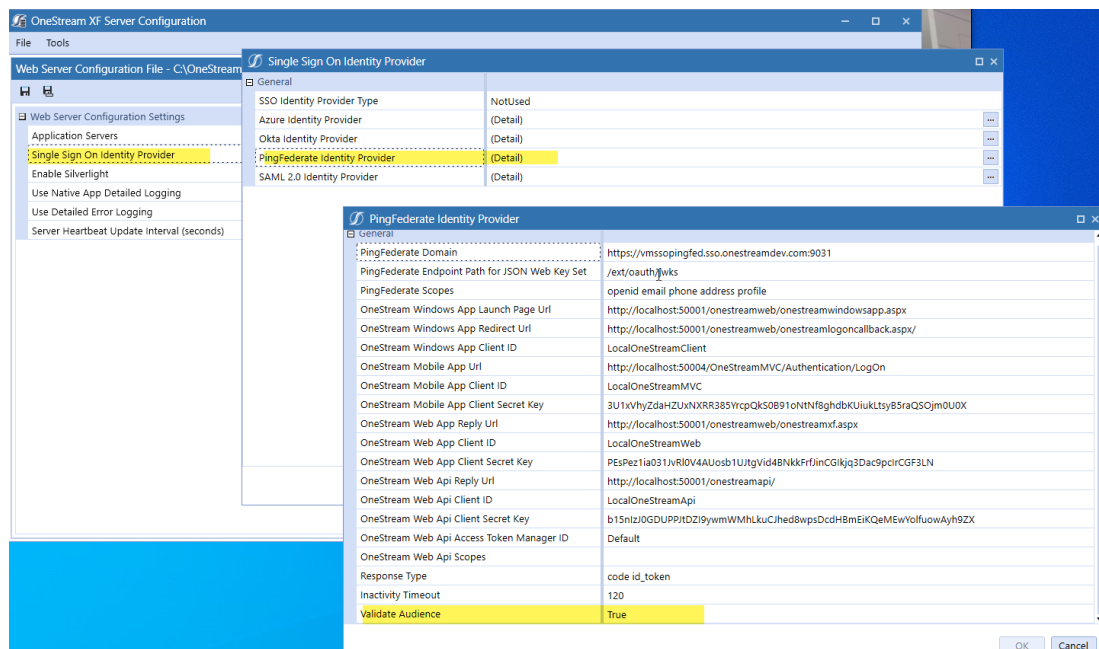 OneStream XF Server Configuration
File Tools
Web Server Configuration File - C:\OneStream
Web Server Configuration Settings
Application Servers
Single Sign On Identity Provider
Enable Silverlight
Use Native App Detailed Logging
Use Detailed Error Logging
Server Heartbeat Update Interval (seconds)
Single Sign On Identity Provider
General
SSO Identity Provider Type NotUsed
Azure Identity Provider (Detail) ...
Okta Identity Provider (Detail) ...
PingFederate Identity Provider (Detail) ...
SAML 2.0 Identity Provider (Detail) ...
PingFederate Identity Provider
General
PingFederate Domain https://vmssopingfed.sso.onestreamdev.com:9031
PingFederate Endpoint Path for JSON Web Key Set /ext/oauth/jwks
PingFederate Scopes openid email phone address profile
OneStream Windows App Launch Page Url http://localhost:50001/onestreamweb/onestreamwindowsapp.aspx
OneStream Windows App Redirect Url http://localhost:50001/onestreamweb/onestreamlogoncallback.aspx/
OneStream Windows App Client ID LocalOneStreamClient
OneStream Mobile App Url http://localhost:50004/OneStreamMVC/Authentication/LogOn
OneStream Mobile App Client ID LocalOneStreamMVC
OneStream Mobile App Client Secret Key
OneStream Web App Reply Url http://localhost:50001/onestreamweb/onestreamxf.aspx
OneStream Web App Client ID LocalOneStreamWeb
OneStream Web App Client Secret Key
OneStream Web Api Reply Url http://localhost:50001/onestreamapi/
OneStream Web Api Client ID LocalOneStreamApi
OneStream Web Api Client Secret Key
OneStream Web Api Access Token Manager ID Default
OneStream Web Api Scopes
Response Type code id_token
Inactivity Timeout 120
Validate Audience True
OK Cancel